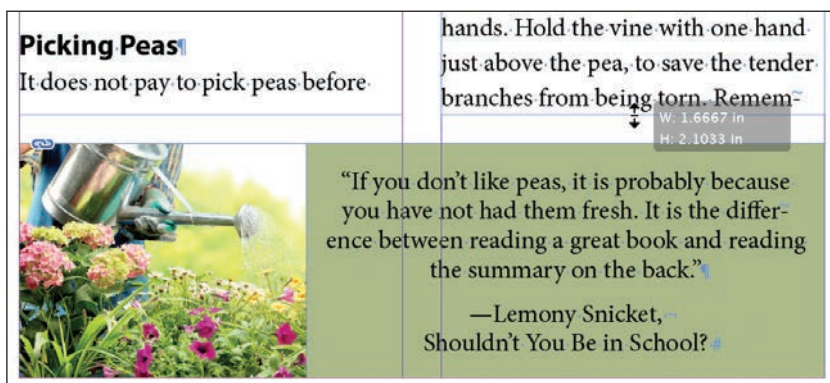 Picking Peas¶
It does not pay to pick peas before
hands. Hold the vine with one hand
just above the pea, to save the tender
branches from being torn. Remem-
W: 1.6667 in
H: 2.1033 in
“If you don’t like peas, it is probably because
you have not had them fresh. It is the differ-
ence between reading a great book and reading
the summary on the back.”¶
—Lemony Snicket,¬
Shouldn’t You Be in School?#